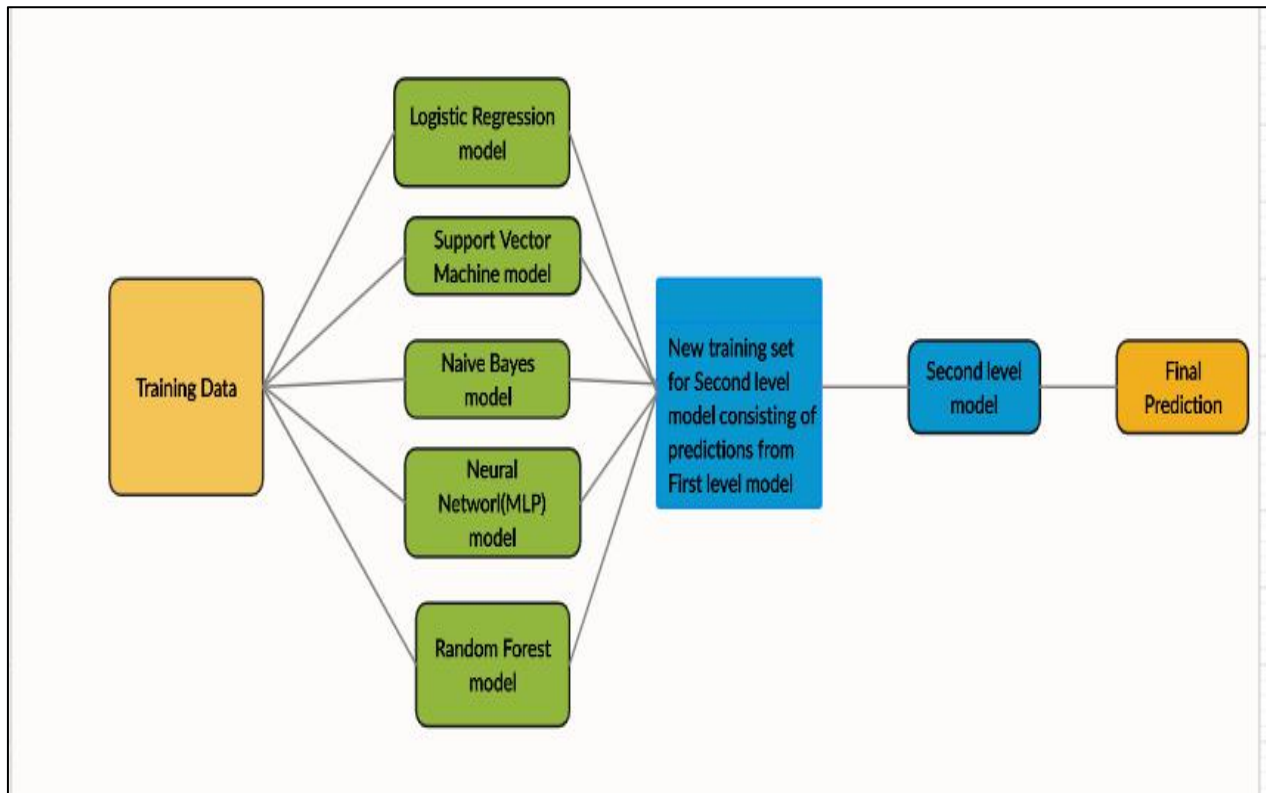 Logistic Regression
model
Support Vector
Machine model
Training Data
Naive Bayes
model
Neural
Networl(MLP)
model
Random Forest
model
New training set
for Second level
model consisting of
predictions from
First level model
Second level
model
Final
Prediction